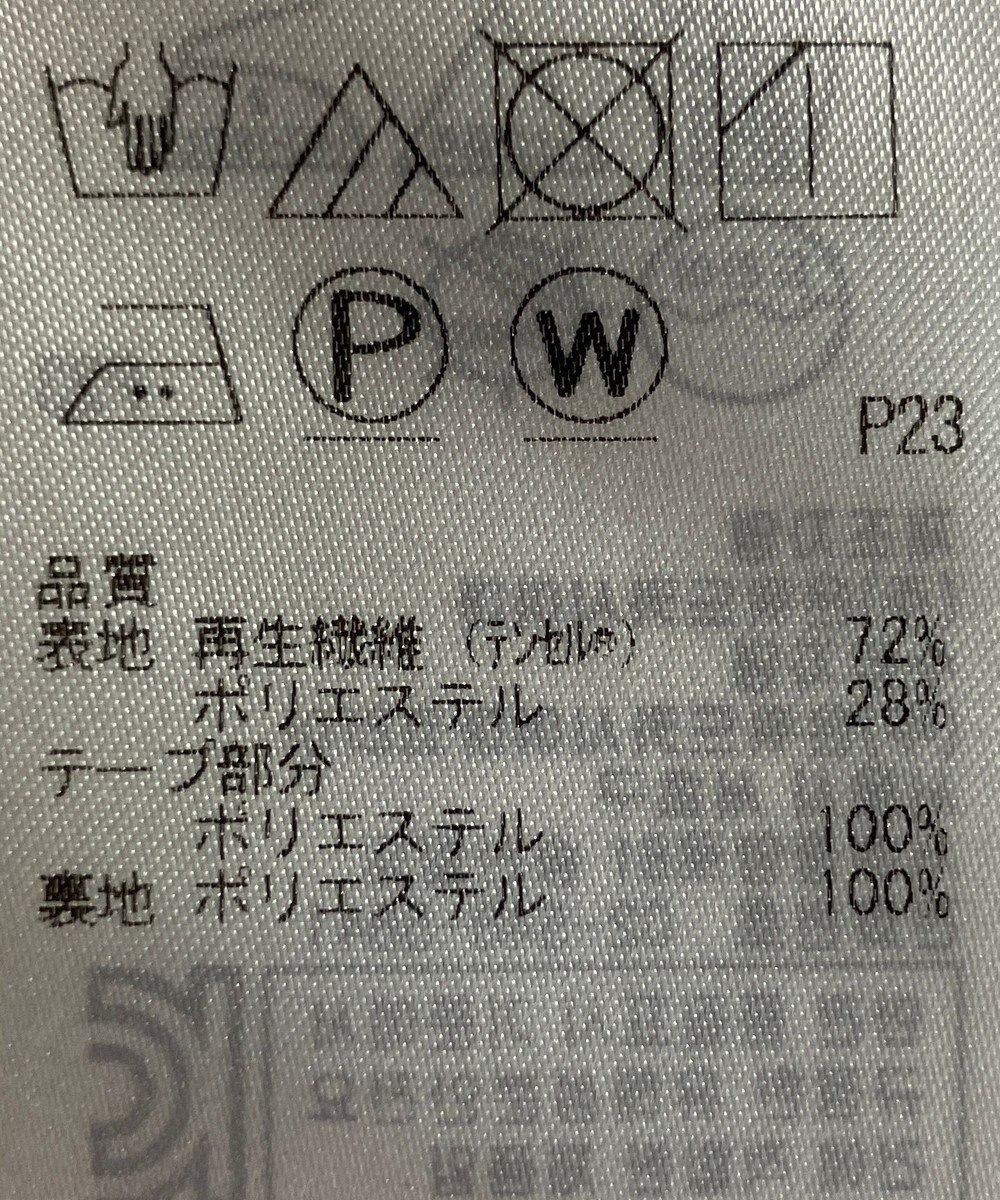 P
W
P23
品質
表地 再生繊維 (テンセル®) 72%
ポリエステル 28%
テープ部分
ポリエステル 100%
裏地 ポリエステル 100%